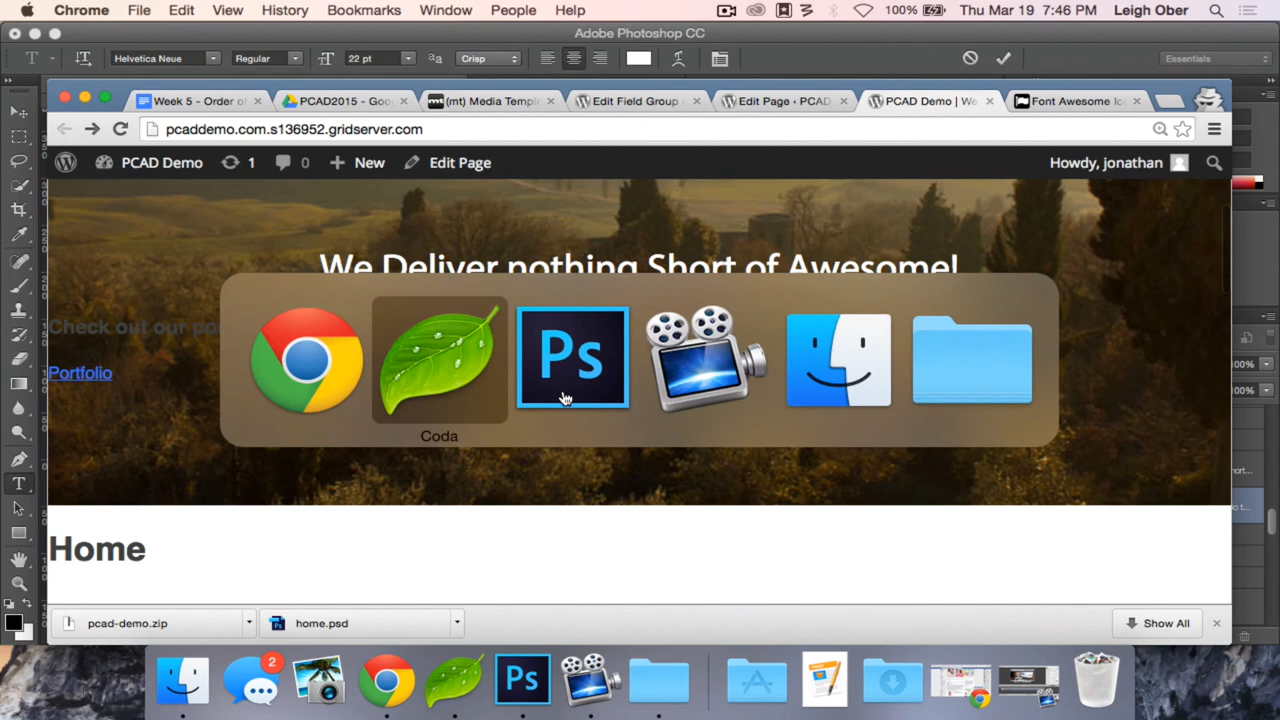 Chrome File Edit View History Bookmarks Window People Help 100% Thu Mar 19 7:46 PM Leigh Ober
Adobe Photoshop CC
T Helvetica Neue Regular 22 pt Crisp Essentials
Week 5 - Order of PCAD2015 - Goo (mt) Media Temple Edit Field Group ‹ Edit Page ‹ PCAD PCAD Demo | We Font Awesome Ico
pcaddemo.com.s136952.gridserver.com
PCAD Demo 1 0 New Edit Page Howdy, jonathan
We Deliver nothing Short of Awesome!
Check out our po
Portfolio
Ps
Coda
Home
pcad-demo.zip home.psd Show All
2 Ps